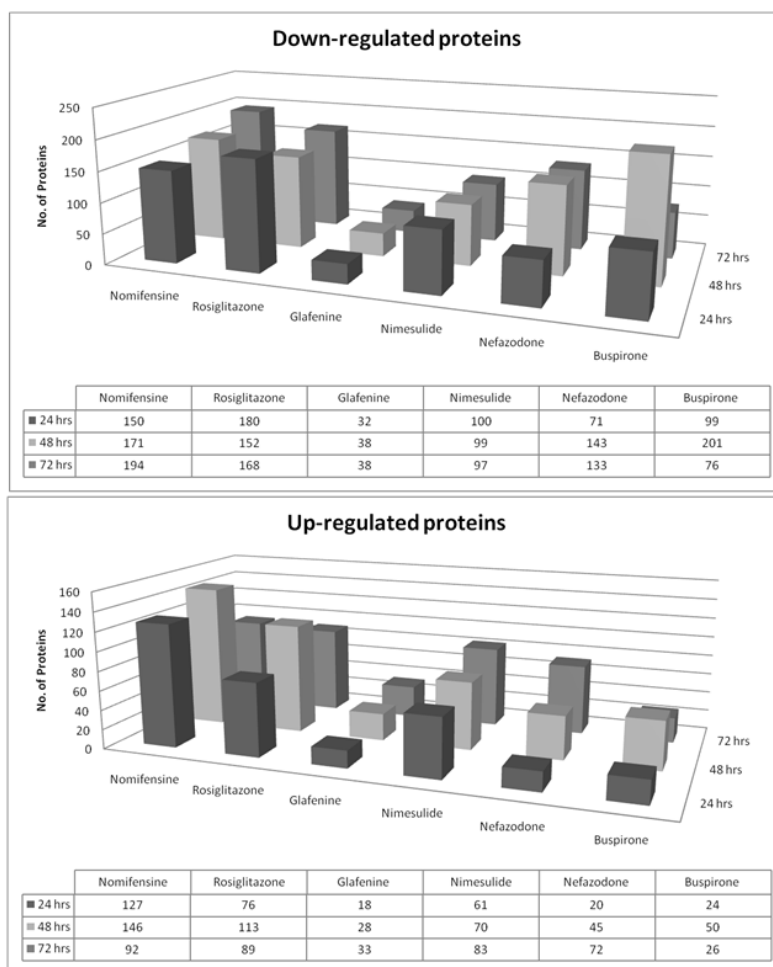 Down-regulated proteins
No. of Proteins
250
200
150
100
50
0
Nomifensine
Rosiglitazone
Glafenine
Nimesulide
Nefazodone
Buspirone
72 hrs
48 hrs
24 hrs
Nomifensine Rosiglitazone Glafenine Nimesulide Nefazodone Buspirone
24 hrs 150 180 32 100 71 99
48 hrs 171 152 38 99 143 201
72 hrs 194 168 38 97 133 76
Up-regulated proteins
No. of Proteins
160
140
120
100
80
60
40
20
0
Nomifensine
Rosiglitazone
Glafenine
Nimesulide
Nefazodone
Buspirone
72 hrs
48 hrs
24 hrs
Nomifensine Rosiglitazone Glafenine Nimesulide Nefazodone Buspirone
24 hrs 127 76 18 61 20 24
48 hrs 146 113 28 70 45 50
72 hrs 92 89 33 83 72 26